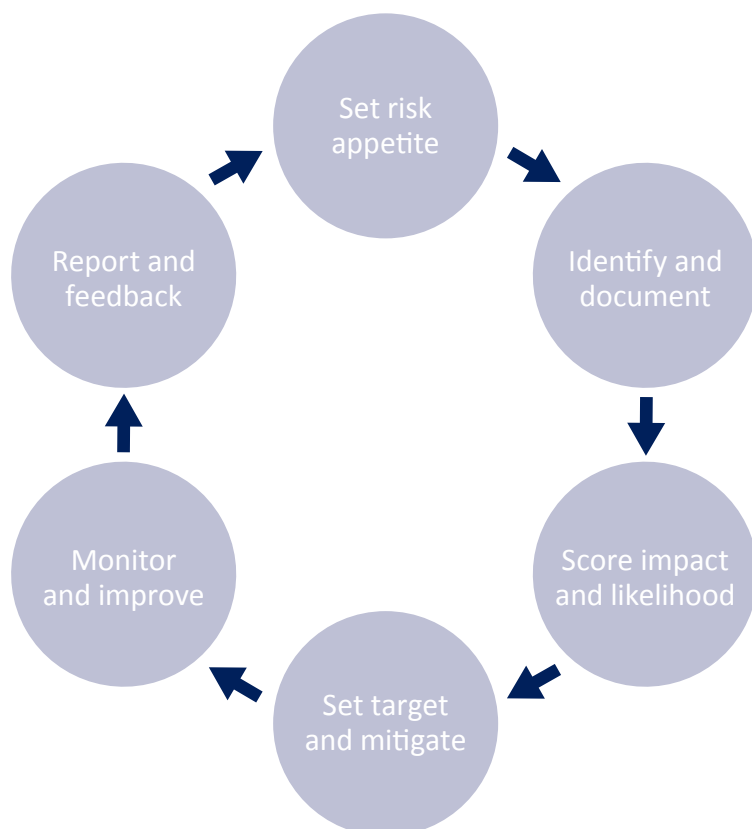 Set risk
appetite
Identify and
document
Score impact
and likelihood
Set target
and mitigate
Monitor
and improve
Report and
feedback